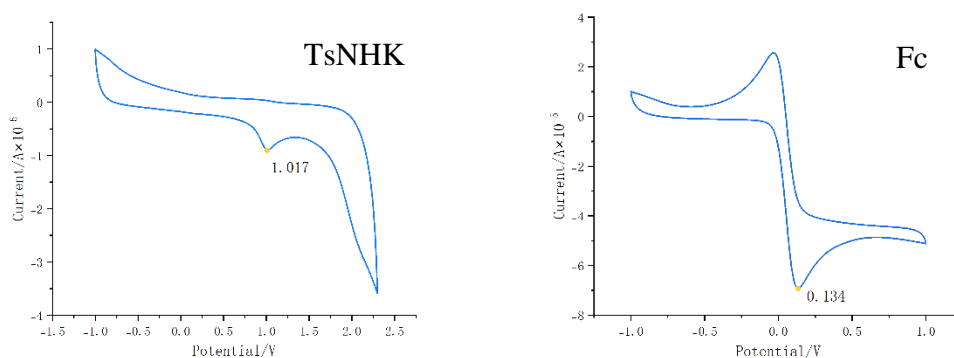 TsNHK
1
0
-1
-2
-3
-4
Current/A×10⁻⁵
1.017
-1.5 -1.0 -0.5 0.0 0.5 1.0 1.5 2.0 2.5
Potential/V
Fc
4
2
0
-2
-4
-6
-8
Current/A×10⁻⁵
0.134
-1.0 -0.5 0.0 0.5 1.0
Potential/V